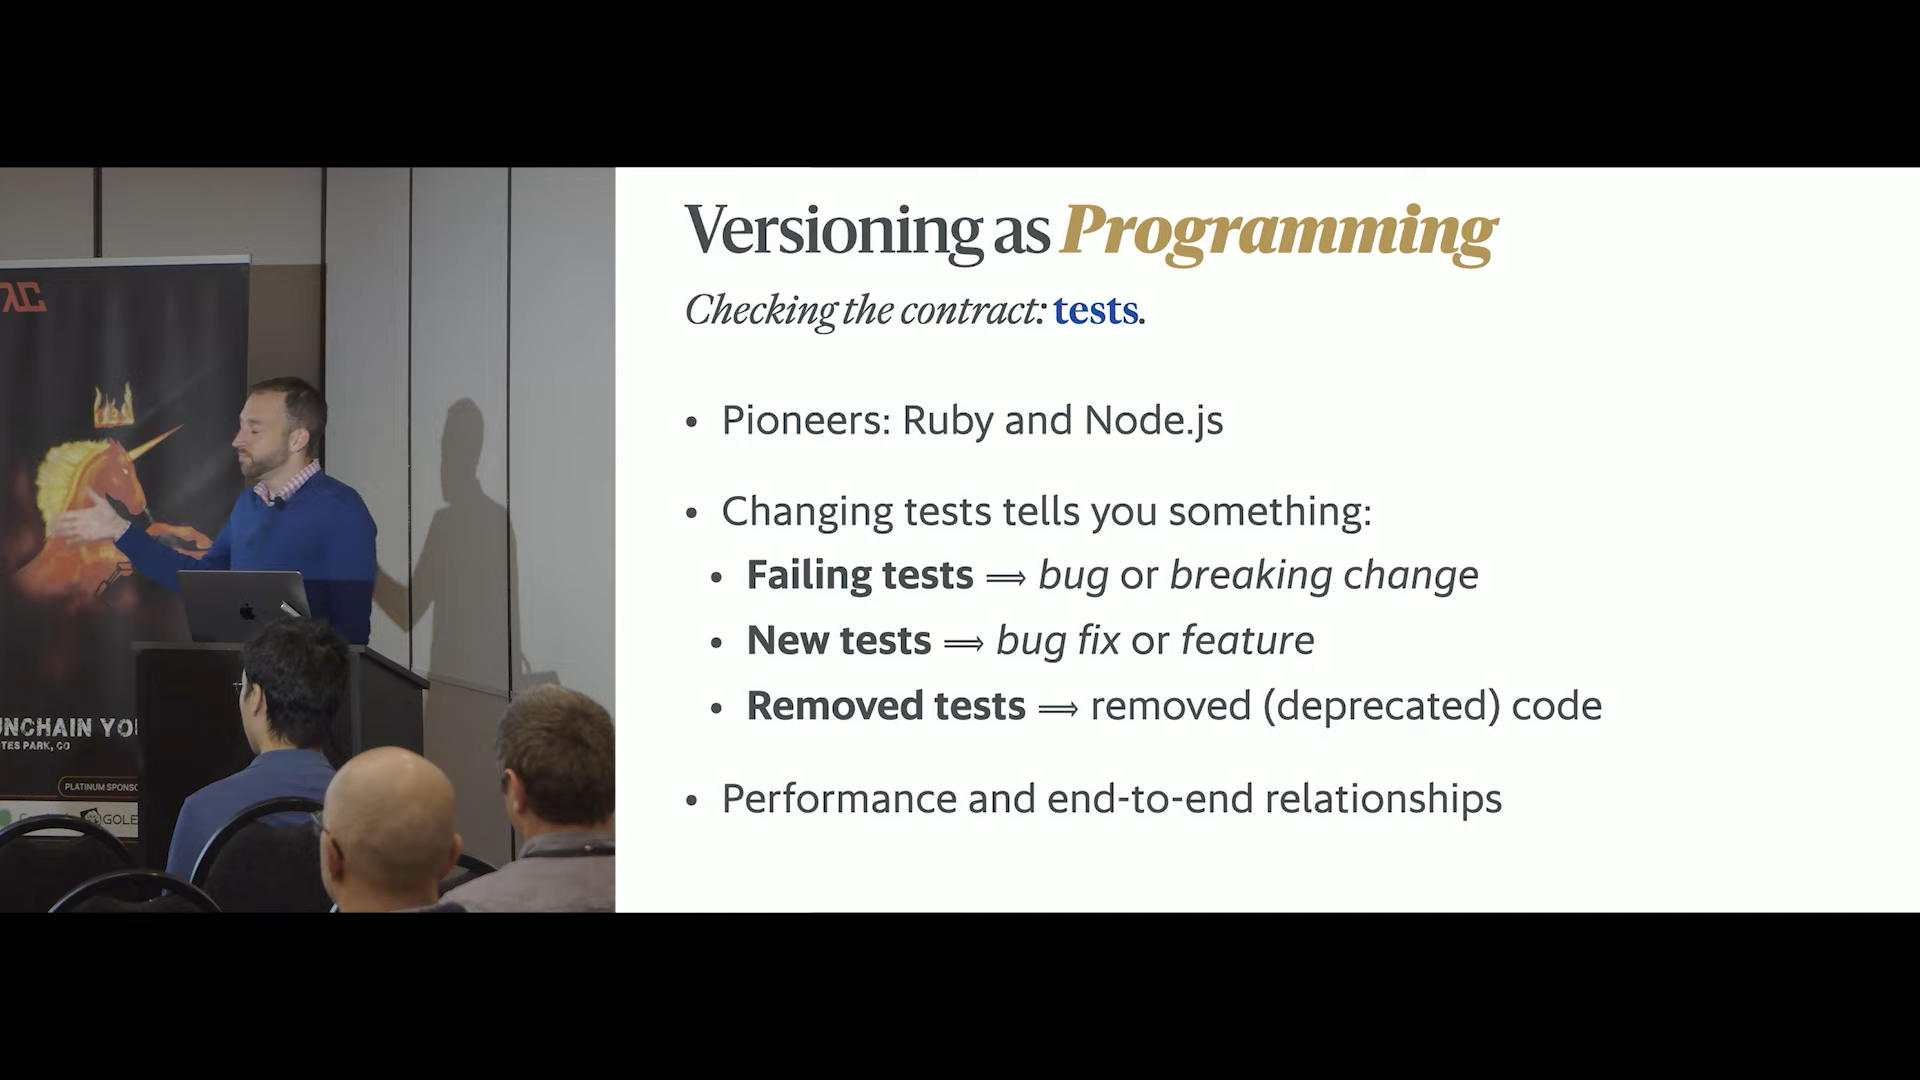 Versioning as Programming
Checking the contract: tests.
• Pioneers: Ruby and Node.js
• Changing tests tells you something:
• Failing tests ⟹ bug or breaking change
• New tests ⟹ bug fix or feature
• Removed tests ⟹ removed (deprecated) code
• Performance and end-to-end relationships
λC
UNCHAIN YOU
TES PARK, CO
PLATINUM SPONSO
GOLE